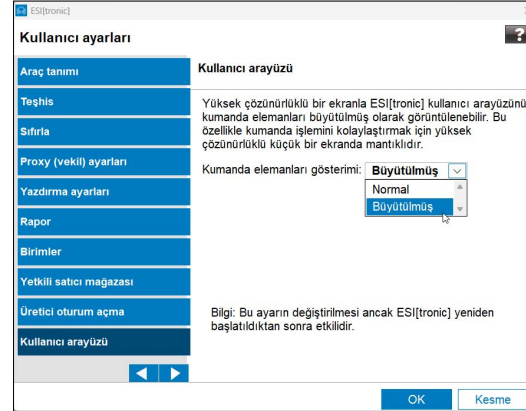 ESI[tronic]
Kullanıcı ayarları
?
Araç tanımı
Teşhis
Sıfırla
Proxy (vekil) ayarları
Yazdırma ayarları
Rapor
Birimler
Yetkili satıcı mağazası
Üretici oturum açma
Kullanıcı arayüzü
Kullanıcı arayüzü
Yüksek çözünürlüklü bir ekranla ESI[tronic] kullanıcı arayüzünü
kumanda elemanları büyütülmüş olarak görüntülenebilir. Bu
özellikle kumanda işlemini kolaylaştırmak için yüksek
çözünürlüklü küçük bir ekranda mantıklıdır.
Kumanda elemanları gösterimi: Büyütülmüş
Normal
Büyütülmüş
Bilgi: Bu ayarın değiştirilmesi ancak ESI[tronic] yeniden
başlatıldıktan sonra etkilidir.
OK
Kesme